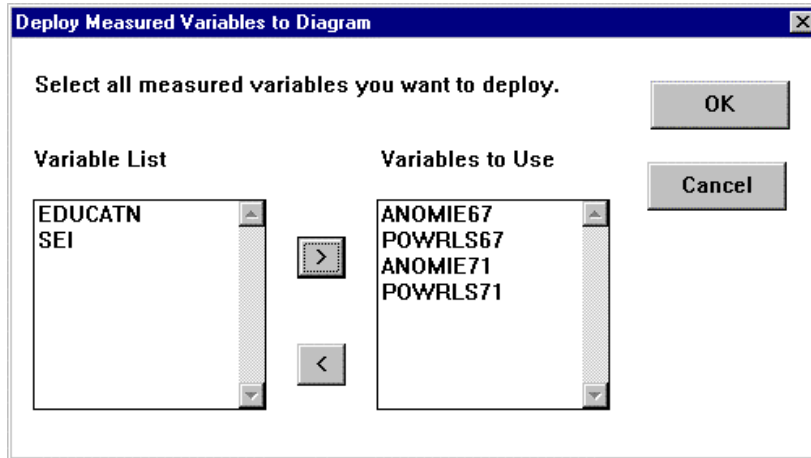 Deploy Measured Variables to Diagram
Select all measured variables you want to deploy.
OK
Cancel
Variable List
Variables to Use
EDUCATN
SEI
>
<
ANOMIE67
POWRLS67
ANOMIE71
POWRLS71